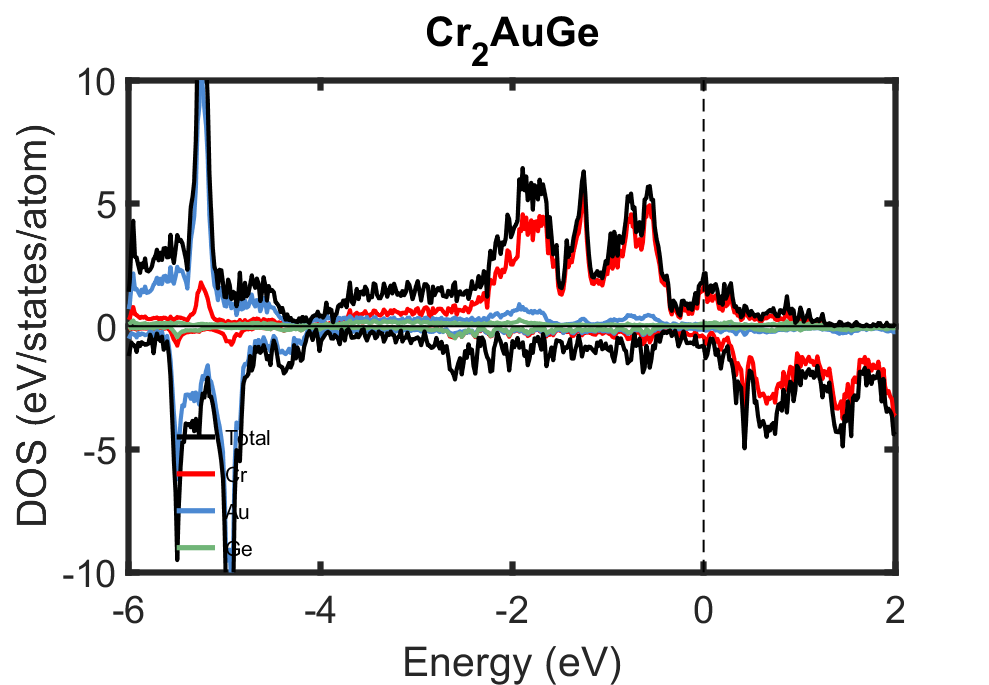 Cr2AuGe
10
5
0
-5
-10
DOS (eV/states/atom)
Total
Cr
Au
Ge
-6 -4 -2 0 2
Energy (eV)